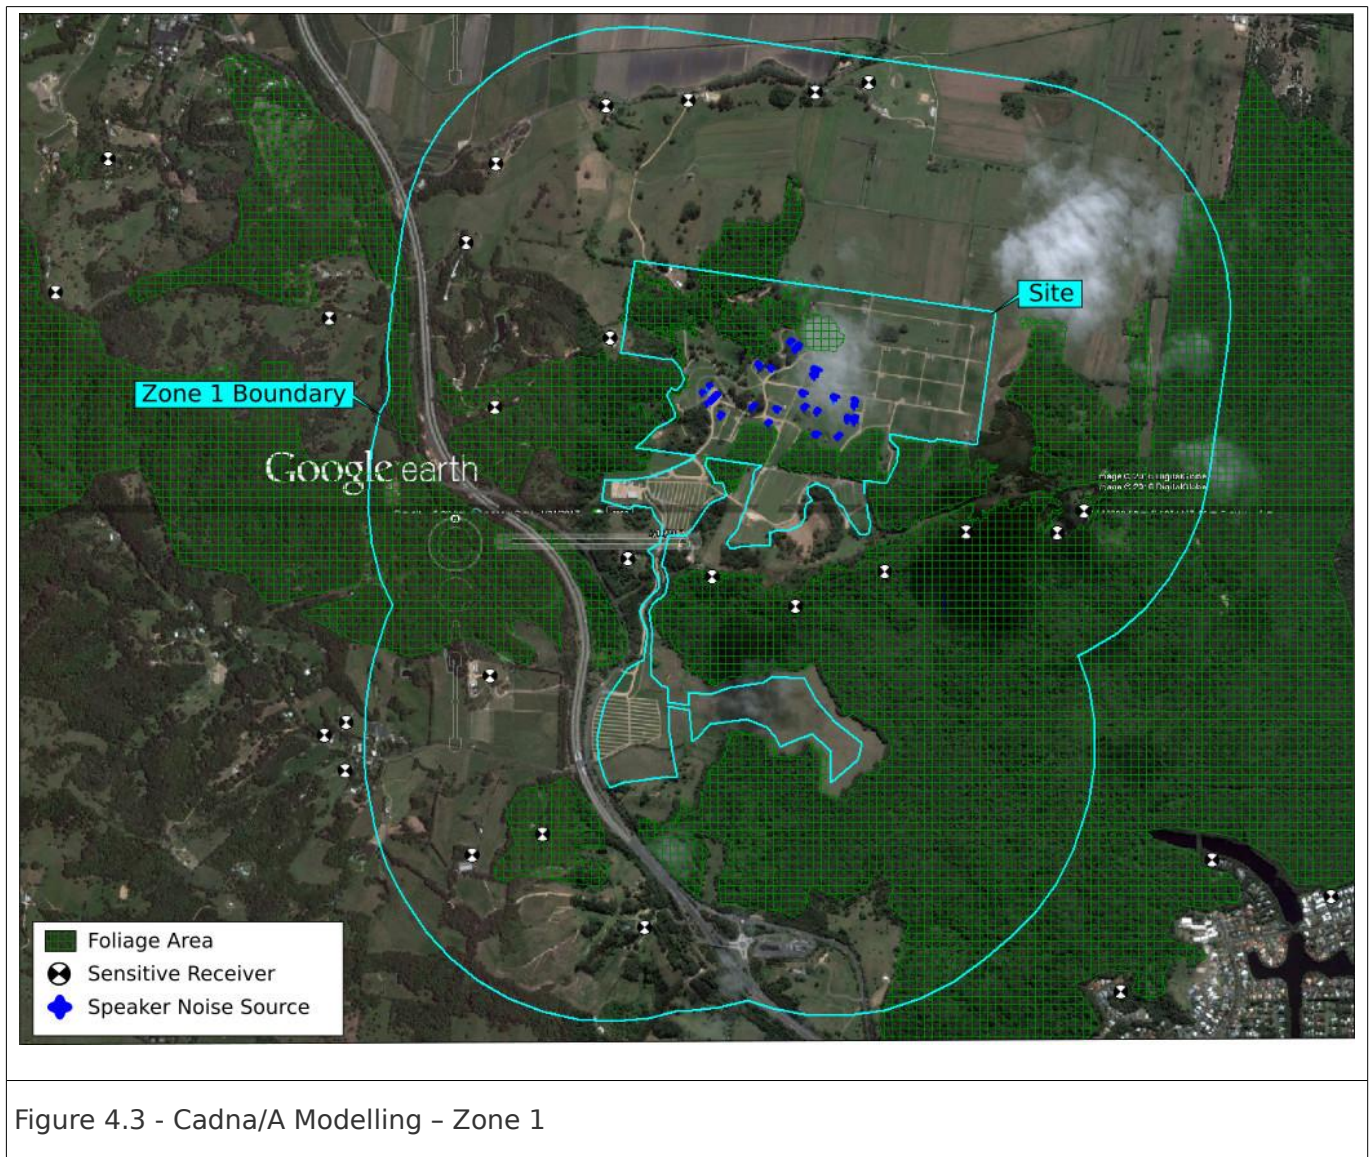 Site
Zone 1 Boundary
Google earth
Foliage Area
Sensitive Receiver
Speaker Noise Source
Figure 4.3 - Cadna/A Modelling – Zone 1